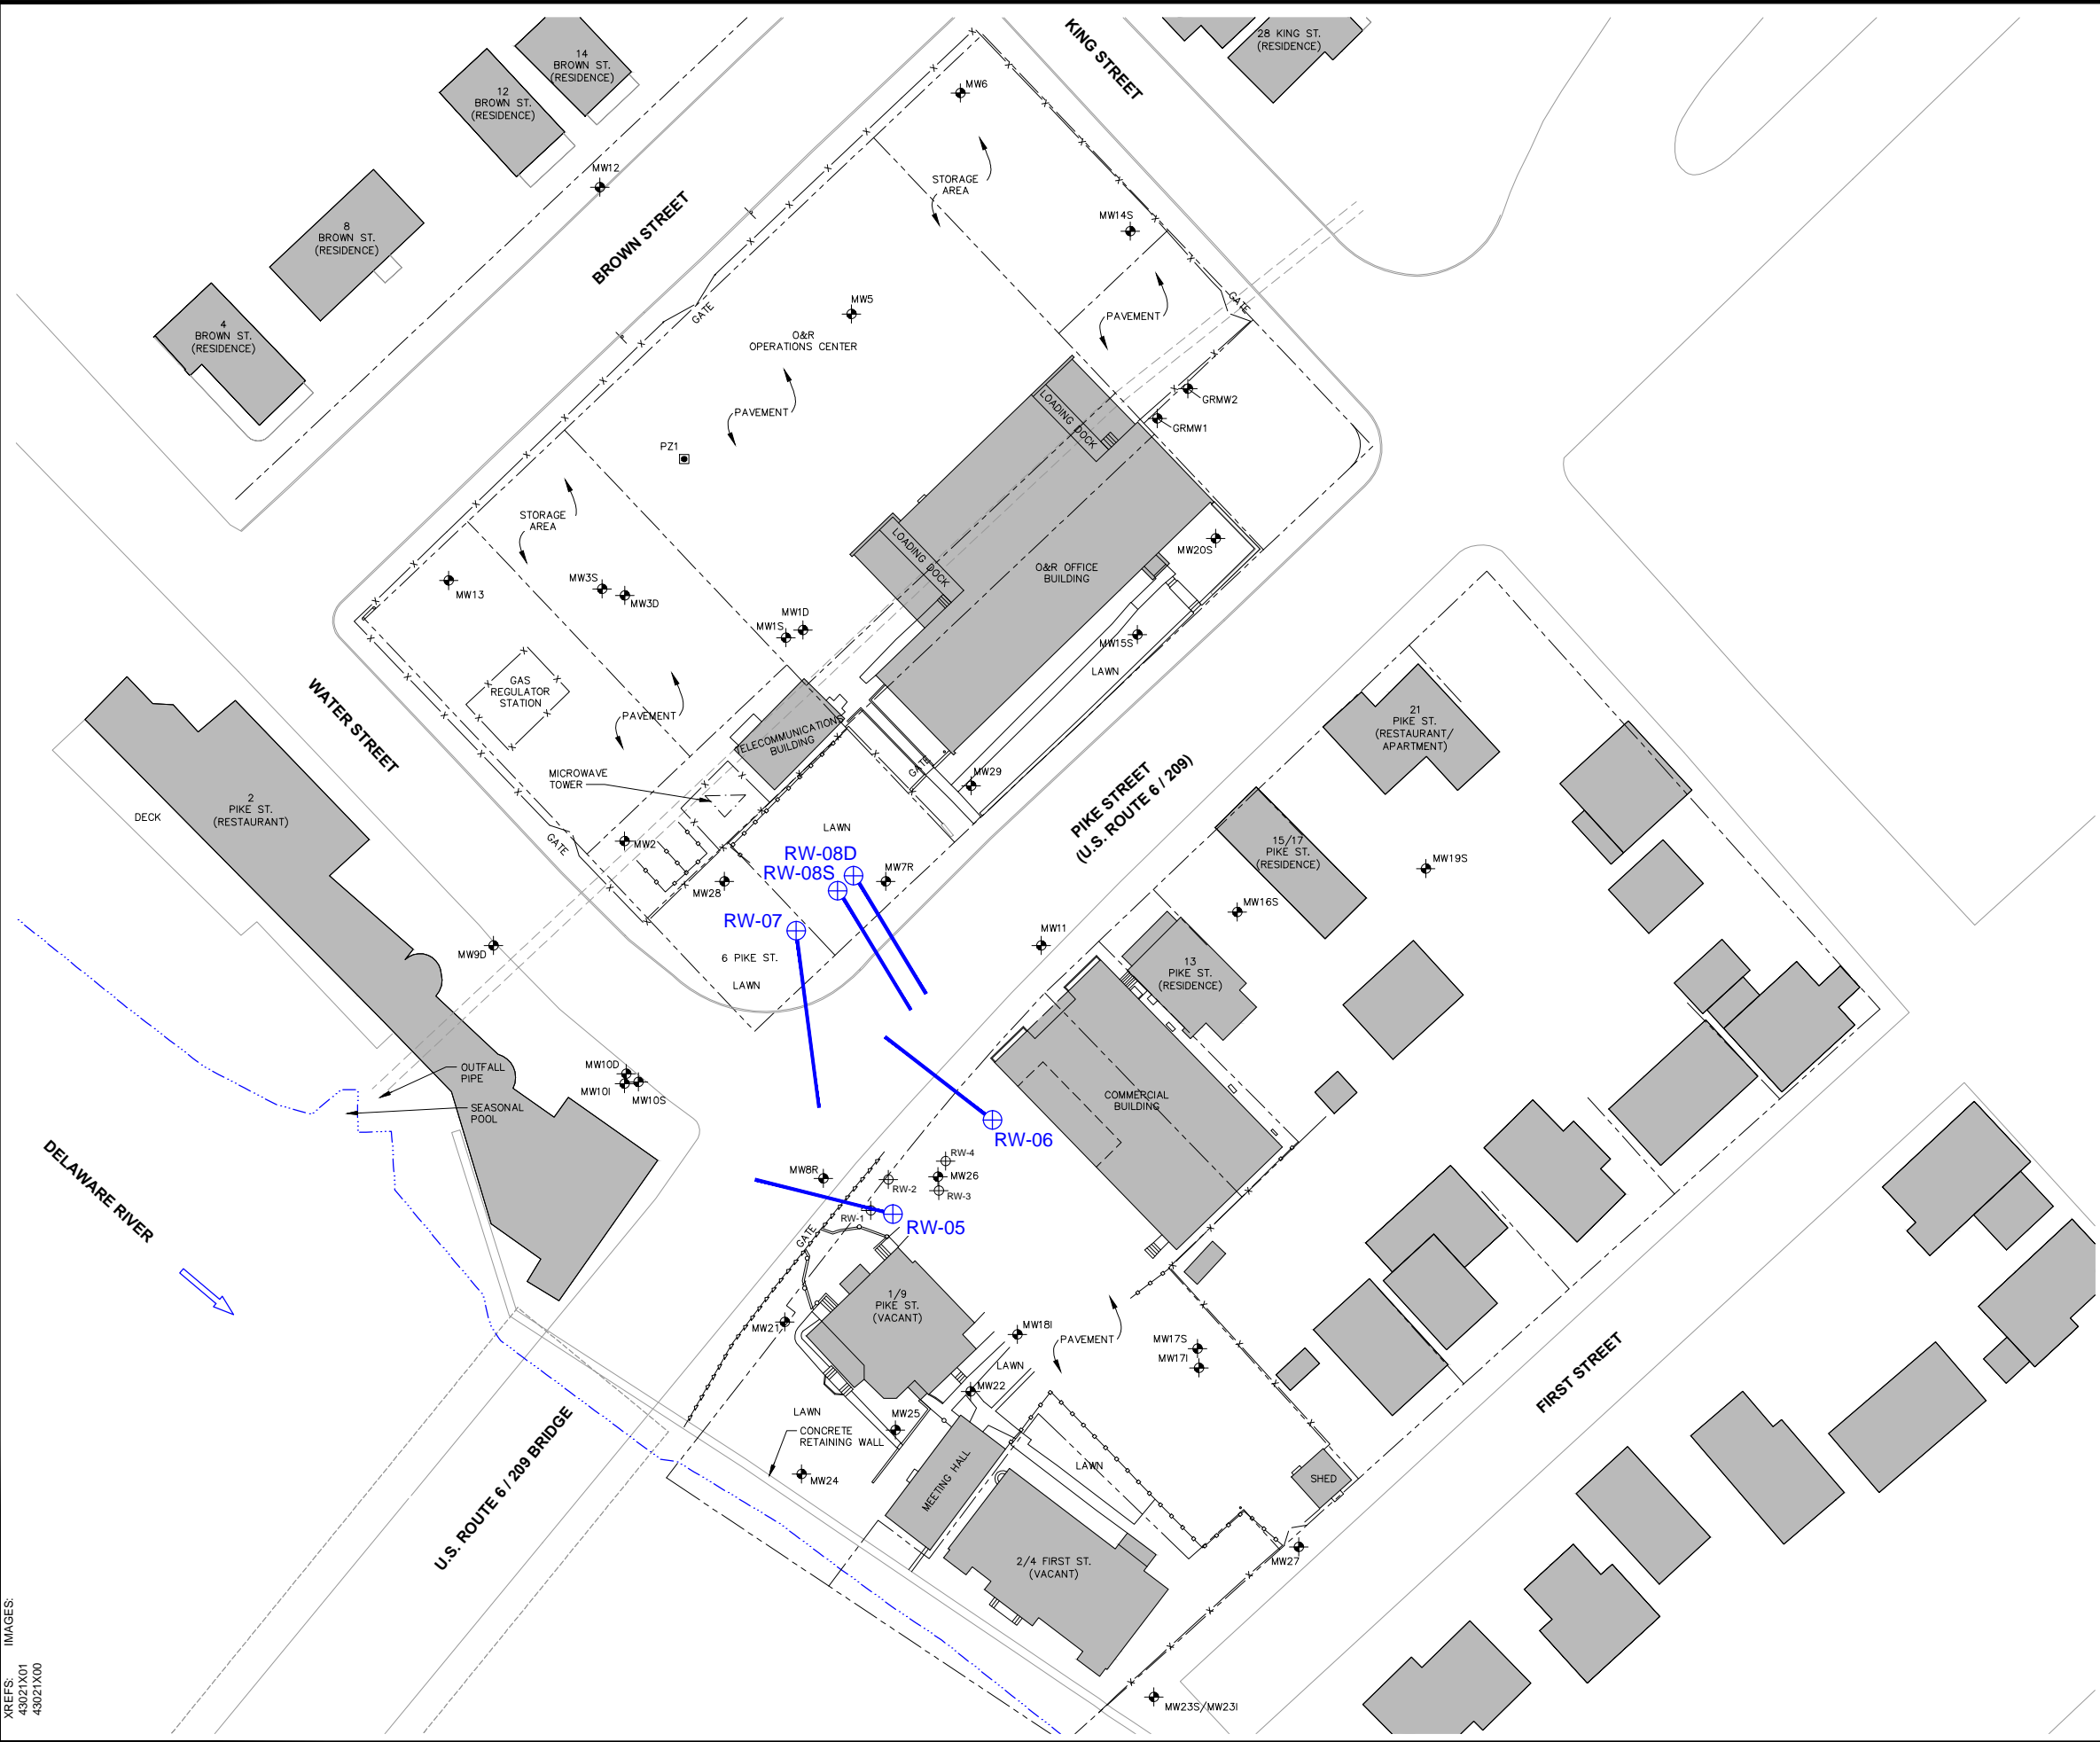 KING STREET
28 KING ST.
(RESIDENCE)
14
BROWN ST.
(RESIDENCE)
12
BROWN ST.
(RESIDENCE)
MW6
MW12
STORAGE
AREA
8
BROWN ST.
(RESIDENCE)
BROWN STREET
MW14S
4
BROWN ST.
(RESIDENCE)
GATE
MW5
GATE
PAVEMENT
O&R
OPERATIONS CENTER
PAVEMENT
LOADING DOCK
GRMW2
GRMW1
PZ1
STORAGE
AREA
LOADING DOCK
MW20S
O&R OFFICE
BUILDING
MW13
MW3S
MW3D
MW1D
MW1S
MW15S
LAWN
GAS
REGULATOR
STATION
PAVEMENT
WATER STREET
TELECOMMUNICATIONS
BUILDING
21
PIKE ST.
(RESTAURANT/
APARTMENT)
MICROWAVE
TOWER
GATE
MW29
PIKE STREET
(U.S. ROUTE 6 / 209)
2
PIKE ST.
(RESTAURANT)
DECK
GATE
MW2
LAWN
RW-08D
RW-08S
MW7R
MW28
15/17
PIKE ST.
(RESIDENCE)
MW19S
MW16S
RW-07
MW11
MW9D
6 PIKE ST.
LAWN
13
PIKE ST.
(RESIDENCE)
OUTFALL
PIPE
MW10D
MW10I
MW10S
SEASONAL
POOL
COMMERCIAL
BUILDING
RW-06
DELAWARE RIVER
MW8R
RW-4
MW26
RW-2
RW-3
RW-1
RW-05
GATE
1/9
PIKE ST.
(VACANT)
MW21
MW18I
PAVEMENT
MW17S
MW17I
LAWN
MW22
FIRST STREET
LAWN
MW25
CONCRETE
RETAINING WALL
MW24
MEETING HALL
LAWN
SHED
U.S. ROUTE 6 / 209 BRIDGE
2/4 FIRST ST.
(VACANT)
MW27
MW23S/MW23I
XREFS:
IMAGES:
43021X01
43021X00